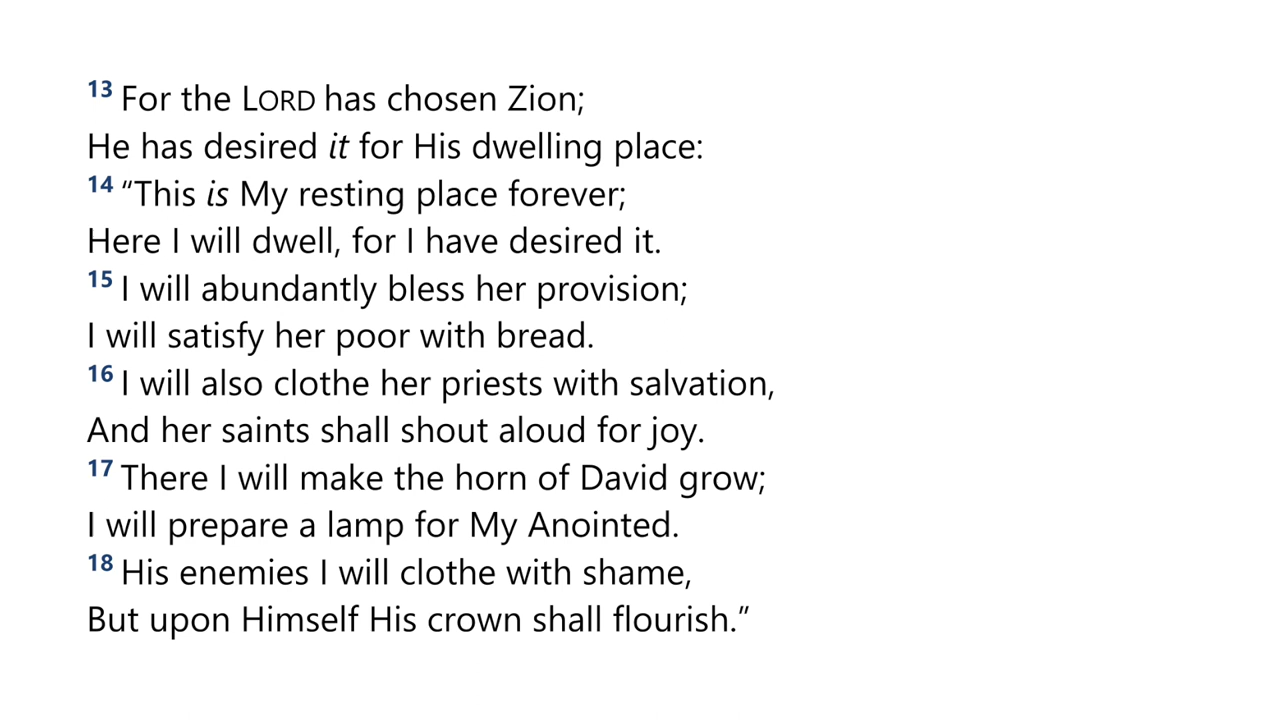 13 For the LORD has chosen Zion;
He has desired it for His dwelling place:
14 “This is My resting place forever;
Here I will dwell, for I have desired it.
15 I will abundantly bless her provision;
I will satisfy her poor with bread.
16 I will also clothe her priests with salvation,
And her saints shall shout aloud for joy.
17 There I will make the horn of David grow;
I will prepare a lamp for My Anointed.
18 His enemies I will clothe with shame,
But upon Himself His crown shall flourish.”